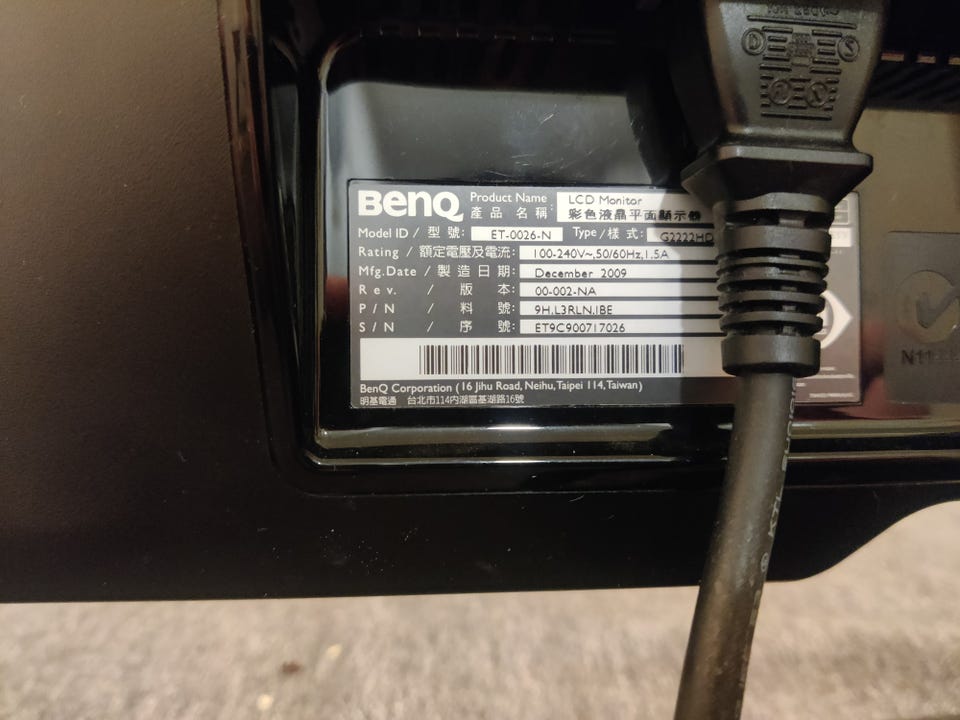 BenQ
Product Name LCD Monitor
產品 名稱: 彩色液晶平面顯示器
Model ID / 型 號: ET-0026-N Type / 樣 式: G2222HD
Rating / 額定電壓及電流: 100-240V~,50/60Hz,1.5A
Mfg.Date / 製造日期: December 2009
Rev. / 版 本: 00-002-NA
P/N / 料 號: 9H.L3RLN.IBE
S/N / 序 號: ET9C900717026
BenQ Corporation (16 Jihu Road, Neihu,Taipei 114,Taiwan)
明基電通 台北市114內湖區基湖路16號